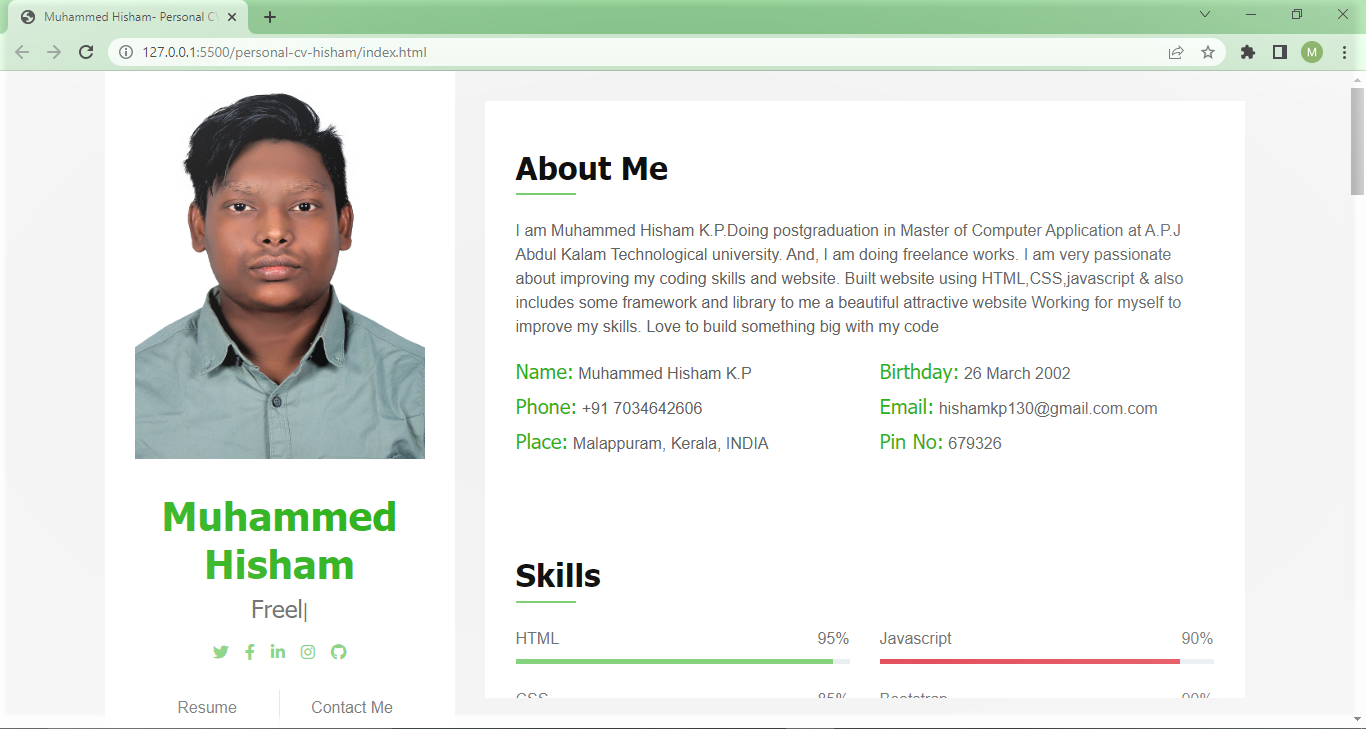 Muhammed Hisham- Personal CV
127.0.0.1:5500/personal-cv-hisham/index.html
M
Muhammed
Hisham
Freel|
Resume
Contact Me
About Me
I am Muhammed Hisham K.P.Doing postgraduation in Master of Computer Application at A.P.J
Abdul Kalam Technological university. And, I am doing freelance works. I am very passionate
about improving my coding skills and website. Built website using HTML,CSS,javascript & also
includes some framework and library to me a beautiful attractive website Working for myself to
improve my skills. Love to build something big with my code
Name: Muhammed Hisham K.P
Birthday: 26 March 2002
Phone: +91 7034642606
Email: hishamkp130@gmail.com.com
Place: Malappuram, Kerala, INDIA
Pin No: 679326
Skills
HTML 95%
Javascript 90%
CSS 85%
Bootstrap 90%